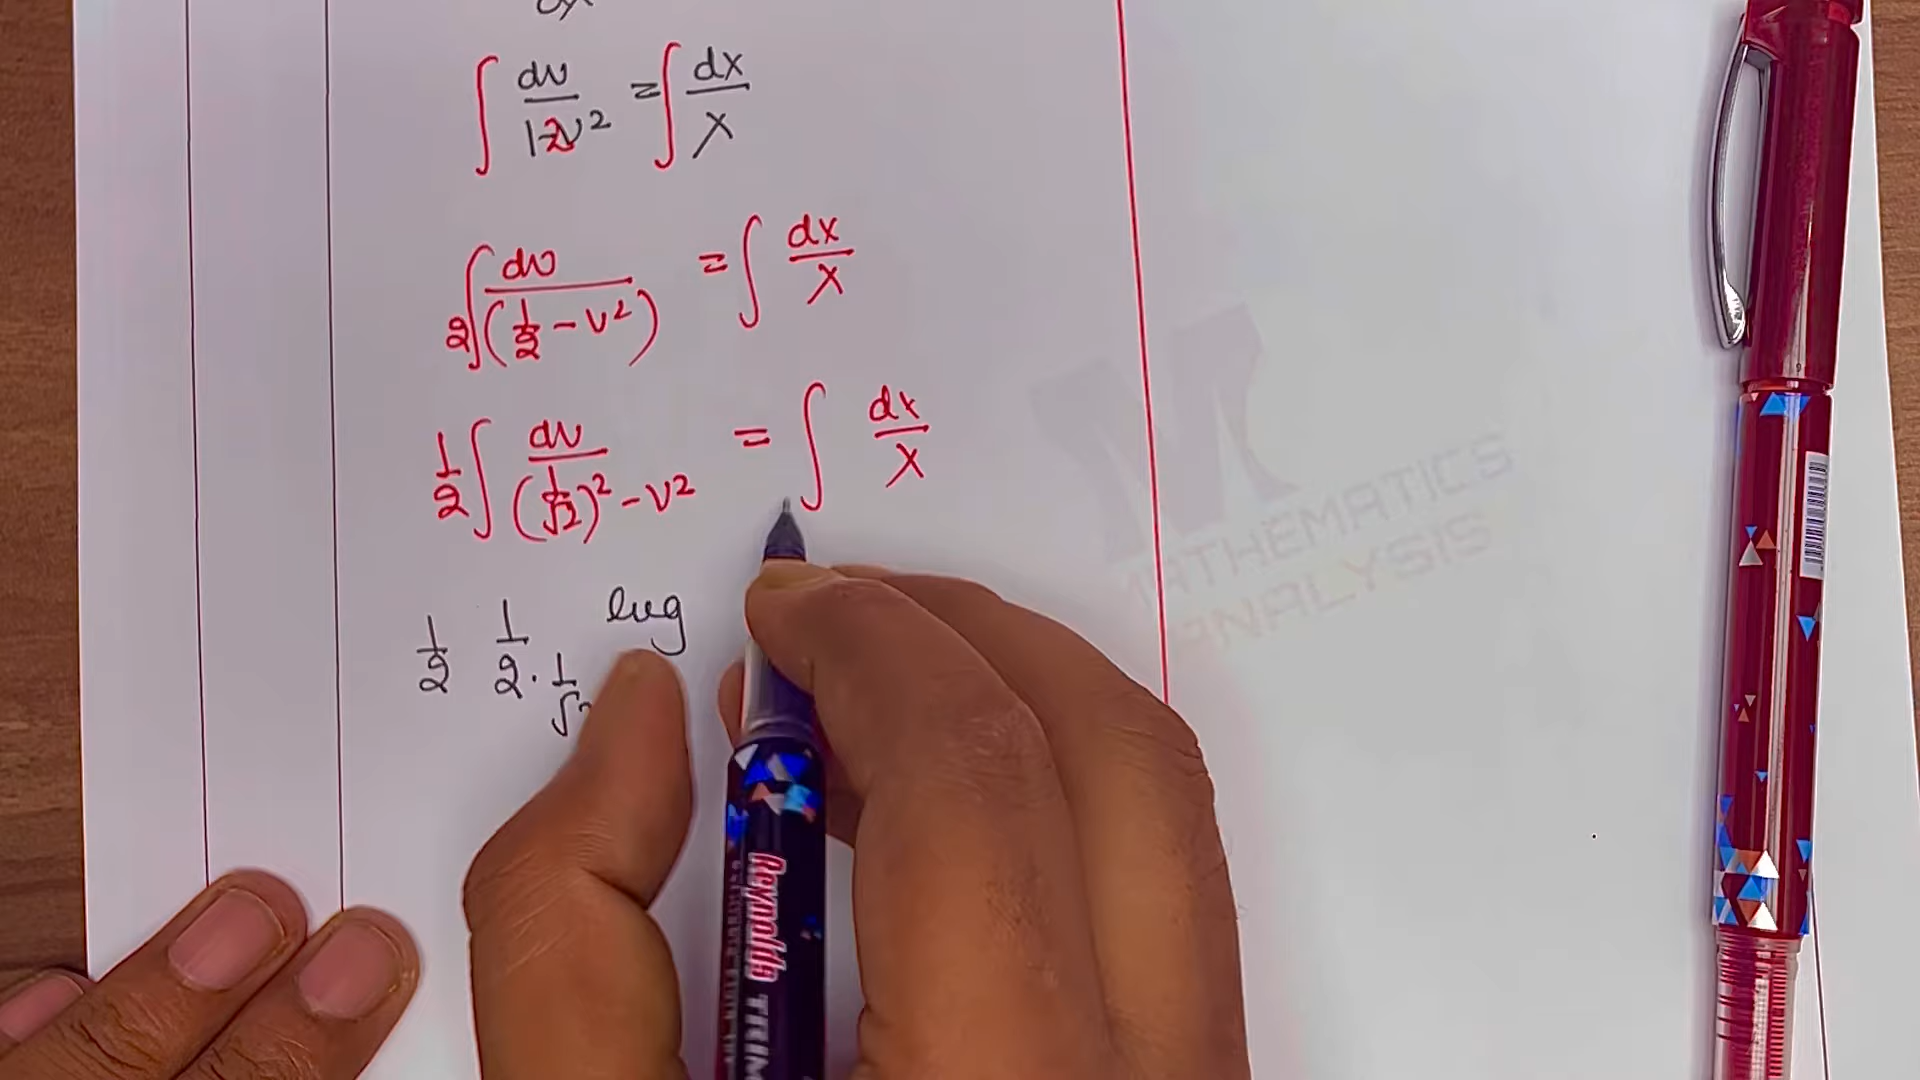 ∫ dv/1-2v² = ∫ dx/x
2∫ dv/(1/2 - v²) = ∫ dx/x
1/2 ∫ dv/(1/√2)² - v² = ∫ dx/x
1/2 1/2 · 1/√2 log
MATHEMATICS
ANALYSIS
Reynolds